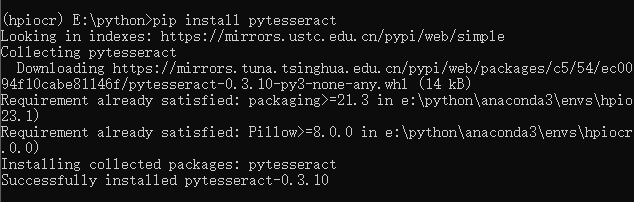 (hpiocr) E:\python>pip install pytesseract
Looking in indexes: https://mirrors.ustc.edu.cn/pypi/web/simple
Collecting pytesseract
Downloading https://mirrors.tuna.tsinghua.edu.cn/pypi/web/packages/c5/54/ec00
94f10cabe81146f/pytesseract-0.3.10-py3-none-any.whl (14 kB)
Requirement already satisfied: packaging>=21.3 in e:\python\anaconda3\envs\hpio
23.1)
Requirement already satisfied: Pillow>=8.0.0 in e:\python\anaconda3\envs\hpiocr
.0.0)
Installing collected packages: pytesseract
Successfully installed pytesseract-0.3.10